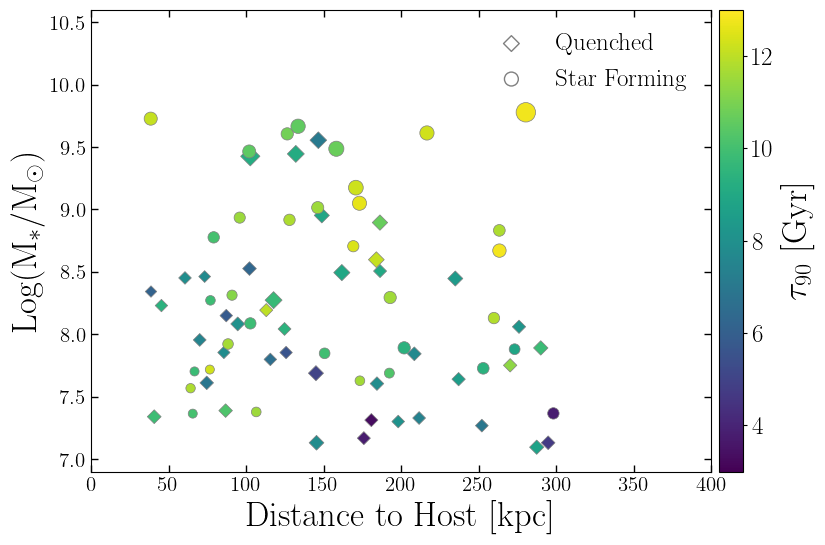 10.5
10.0
9.5
9.0
8.5
8.0
7.5
7.0
Log(M*/M⊙)
Quenched
Star Forming
0 50 100 150 200 250 300 350 400
Distance to Host [kpc]
12
10
8
6
4
τ90 [Gyr]